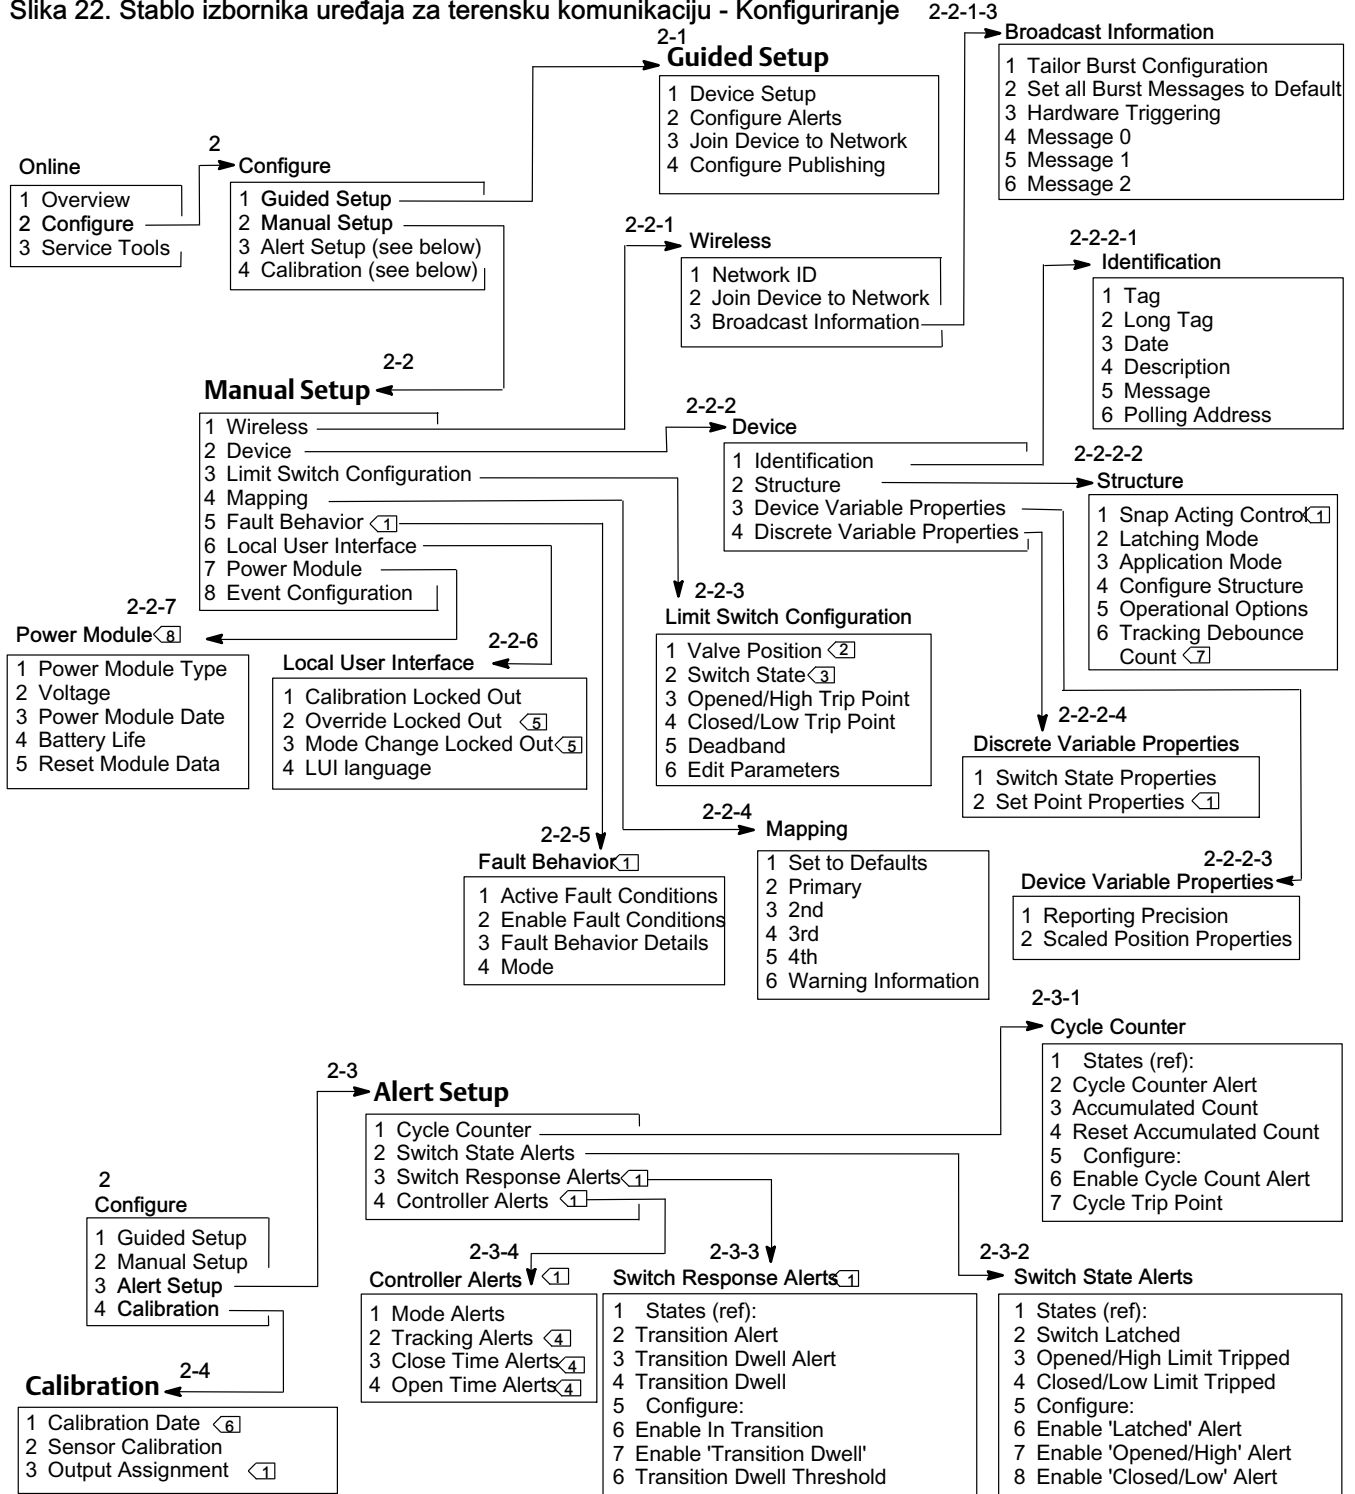 Slika 22. Stablo izbornika uređaja za terensku komunikaciju - Konfiguriranje
2-2-1-3
Broadcast Information
1 Tailor Burst Configuration
2 Set all Burst Messages to Default
3 Hardware Triggering
4 Message 0
5 Message 1
6 Message 2
2-1
Guided Setup
1 Device Setup
2 Configure Alerts
3 Join Device to Network
4 Configure Publishing
Online
1 Overview
2 Configure
3 Service Tools
2
Configure
1 Guided Setup
2 Manual Setup
3 Alert Setup (see below)
4 Calibration (see below)
2-2-1
Wireless
1 Network ID
2 Join Device to Network
3 Broadcast Information
2-2-2-1
Identification
1 Tag
2 Long Tag
3 Date
4 Description
5 Message
6 Polling Address
2-2
Manual Setup
1 Wireless
2 Device
3 Limit Switch Configuration
4 Mapping
5 Fault Behavior 1
6 Local User Interface
7 Power Module
8 Event Configuration
2-2-2
Device
1 Identification
2 Structure
3 Device Variable Properties
4 Discrete Variable Properties
2-2-2-2
Structure
1 Snap Acting Control 1
2 Latching Mode
3 Application Mode
4 Configure Structure
5 Operational Options
6 Tracking Debounce
Count 7
2-2-7
Power Module 8
1 Power Module Type
2 Voltage
3 Power Module Date
4 Battery Life
5 Reset Module Data
2-2-6
Local User Interface
1 Calibration Locked Out
2 Override Locked Out 5
3 Mode Change Locked Out 5
4 LUI language
2-2-3
Limit Switch Configuration
1 Valve Position 2
2 Switch State 3
3 Opened/High Trip Point
4 Closed/Low Trip Point
5 Deadband
6 Edit Parameters
2-2-2-4
Discrete Variable Properties
1 Switch State Properties
2 Set Point Properties 1
2-2-5
Fault Behavior 1
1 Active Fault Conditions
2 Enable Fault Conditions
3 Fault Behavior Details
4 Mode
2-2-4
Mapping
1 Set to Defaults
2 Primary
3 2nd
4 3rd
5 4th
6 Warning Information
2-2-2-3
Device Variable Properties
1 Reporting Precision
2 Scaled Position Properties
2-3-1
Cycle Counter
1 States (ref):
2 Cycle Counter Alert
3 Accumulated Count
4 Reset Accumulated Count
5 Configure:
6 Enable Cycle Count Alert
7 Cycle Trip Point
2-3
Alert Setup
1 Cycle Counter
2 Switch State Alerts
3 Switch Response Alerts 1
4 Controller Alerts 1
2
Configure
1 Guided Setup
2 Manual Setup
3 Alert Setup
4 Calibration
2-3-4
Controller Alerts 1
1 Mode Alerts
2 Tracking Alerts 4
3 Close Time Alerts 4
4 Open Time Alerts 4
2-3-3
Switch Response Alerts 1
1 States (ref):
2 Transition Alert
3 Transition Dwell Alert
4 Transition Dwell
5 Configure:
6 Enable In Transition
7 Enable 'Transition Dwell'
6 Transition Dwell Threshold
2-3-2
Switch State Alerts
1 States (ref):
2 Switch Latched
3 Opened/High Limit Tripped
4 Closed/Low Limit Tripped
5 Configure:
6 Enable 'Latched' Alert
7 Enable 'Opened/High' Alert
8 Enable 'Closed/Low' Alert
2-4
Calibration
1 Calibration Date 6
2 Sensor Calibration
3 Output Assignment 1